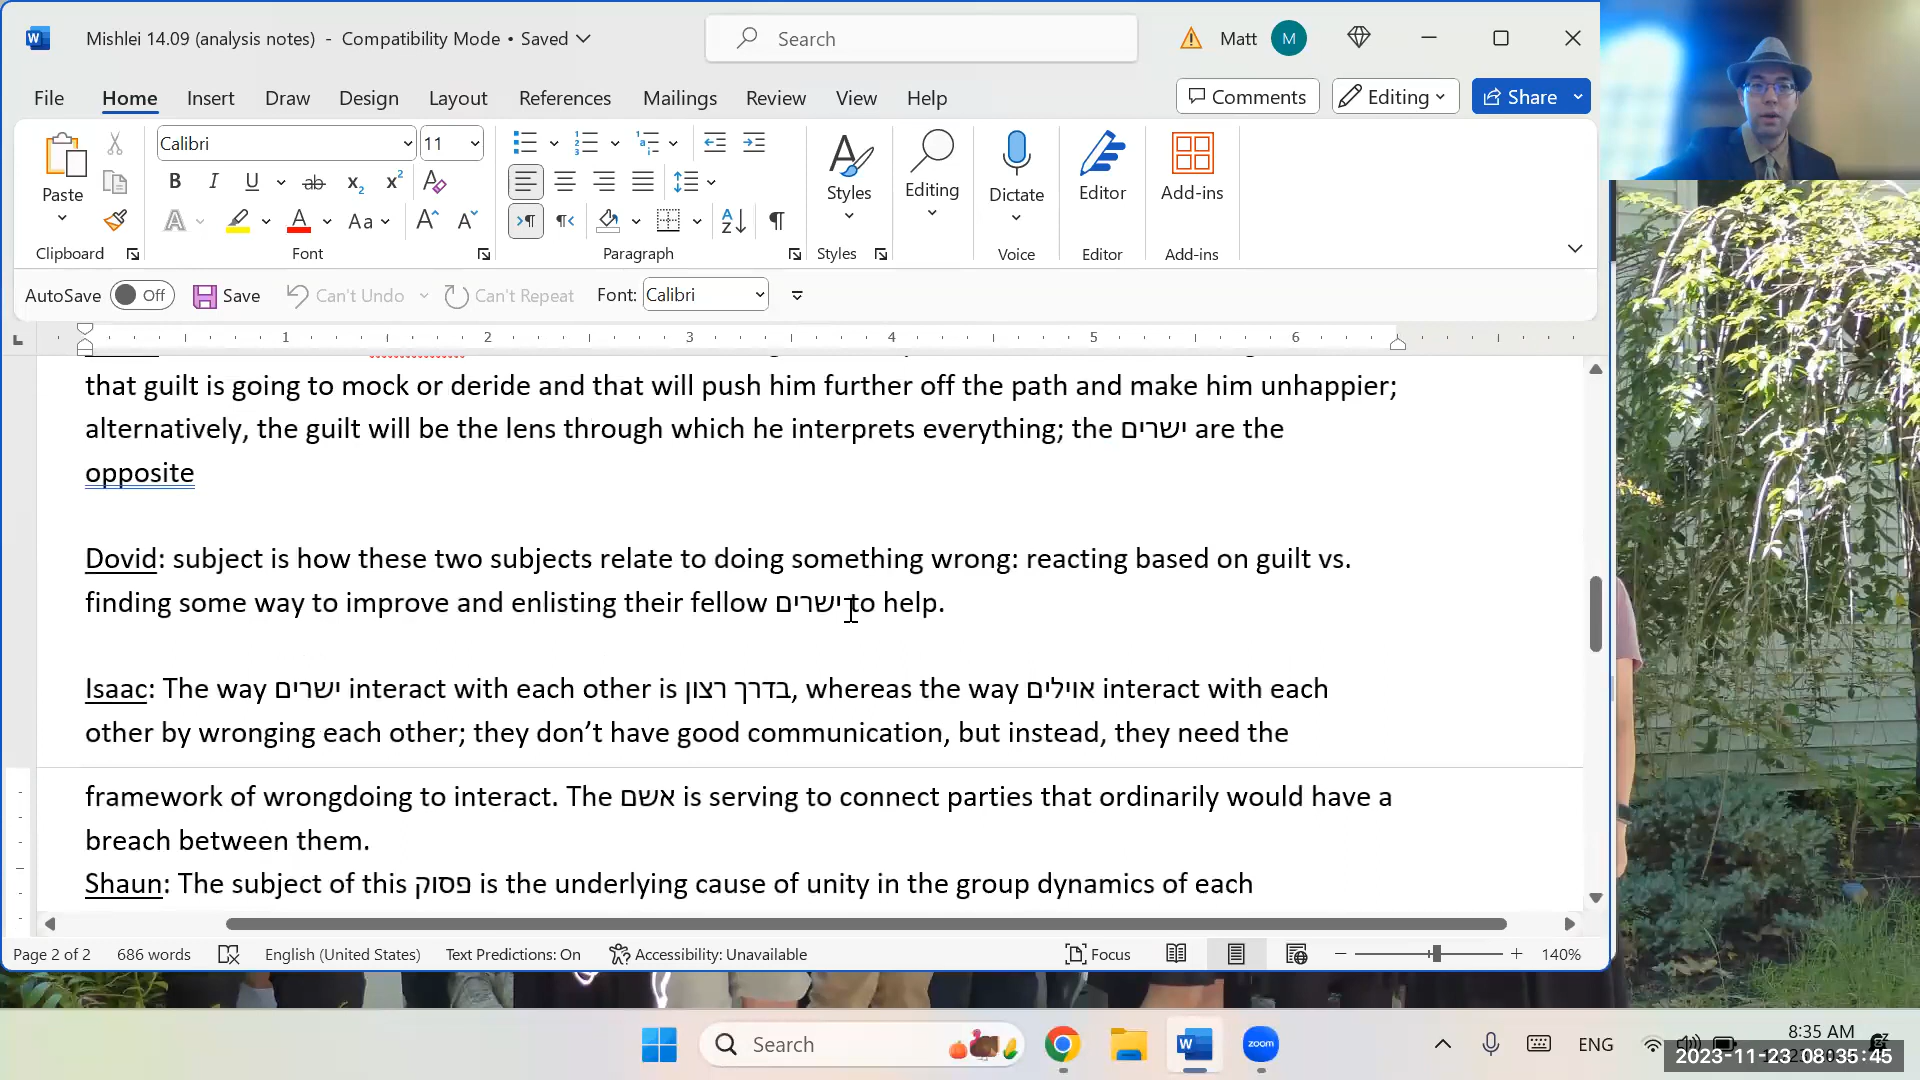 Mishlei 14.09 (analysis notes) - Compatibility Mode • Saved
Search
Matt
M
File Home Insert Draw Design Layout References Mailings Review View Help
Comments Editing Share
Calibri 11
Paste
Styles Editing Dictate Editor Add-ins
Clipboard Font Paragraph Styles Voice Editor Add-ins
AutoSave Off Save Can't Undo Can't Repeat Font: Calibri
1 2 3 4 5 6
that guilt is going to mock or deride and that will push him further off the path and make him unhappier;
alternatively, the guilt will be the lens through which he interprets everything; the ישרים are the
opposite
Dovid: subject is how these two subjects relate to doing something wrong: reacting based on guilt vs.
finding some way to improve and enlisting their fellow ישרים to help.
Isaac: The way ישרים interact with each other is בדרך רצון, whereas the way אוילים interact with each
other by wronging each other; they don’t have good communication, but instead, they need the
framework of wrongdoing to interact. The אשם is serving to connect parties that ordinarily would have a
breach between them.
Shaun: The subject of this פסוק is the underlying cause of unity in the group dynamics of each
Page 2 of 2 686 words English (United States) Text Predictions: On Accessibility: Unavailable Focus 140%
Search zoom ENG 8:35 AM
2023-11-23 08:35:45